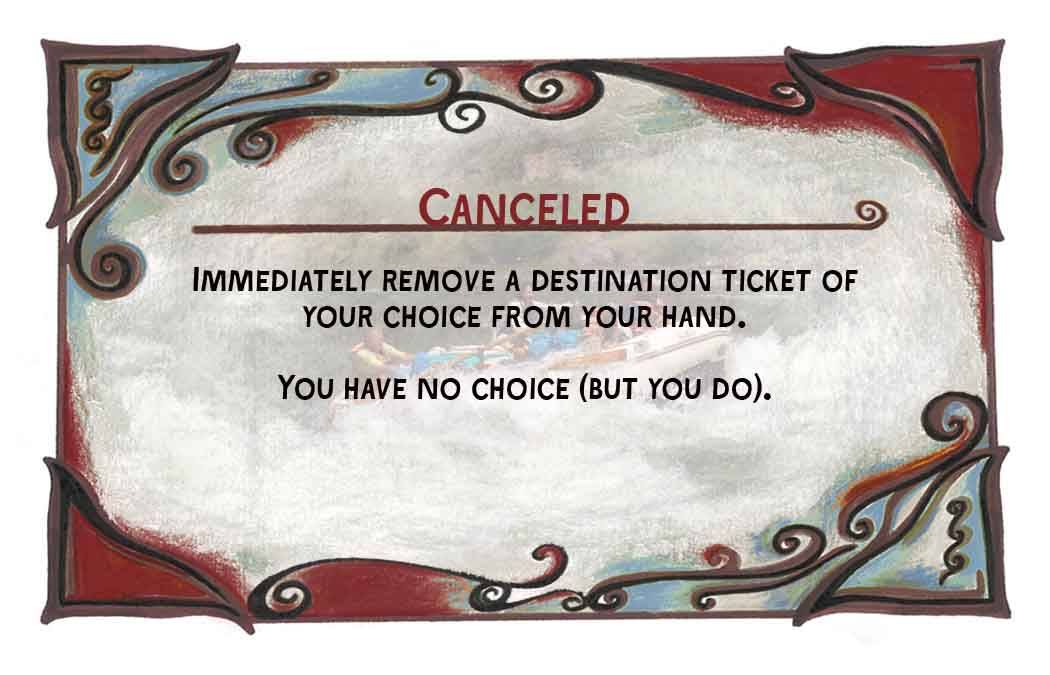 Canceled
Immediately remove a destination ticket of
your choice from your hand.
You have no choice (but you do).